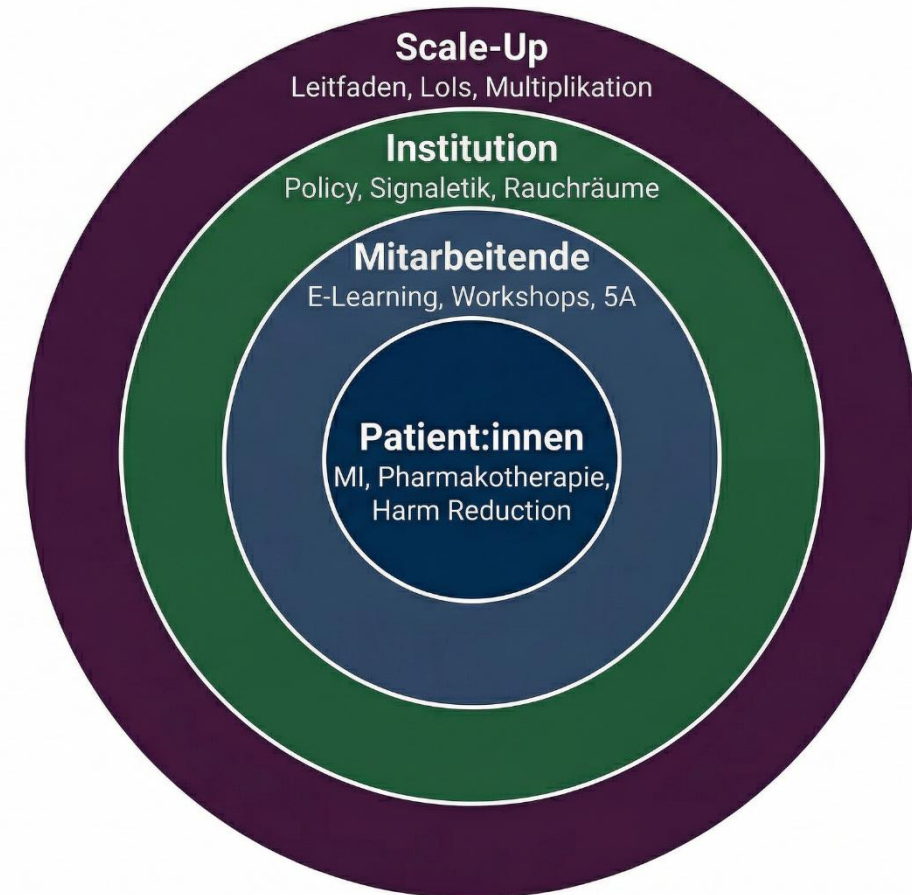 Scale-Up
Leitfaden, LoIs, Multiplikation
Institution
Policy, Signaletik, Rauchräume
Mitarbeitende
E-Learning, Workshops, 5A
Patient:innen
MI, Pharmakotherapie,
Harm Reduction